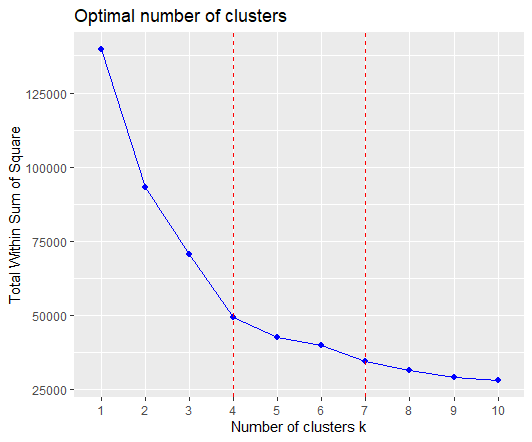 Optimal number of clusters
Total Within Sum of Square
125000
100000
75000
50000
25000
1 2 3 4 5 6 7 8 9 10
Number of clusters k